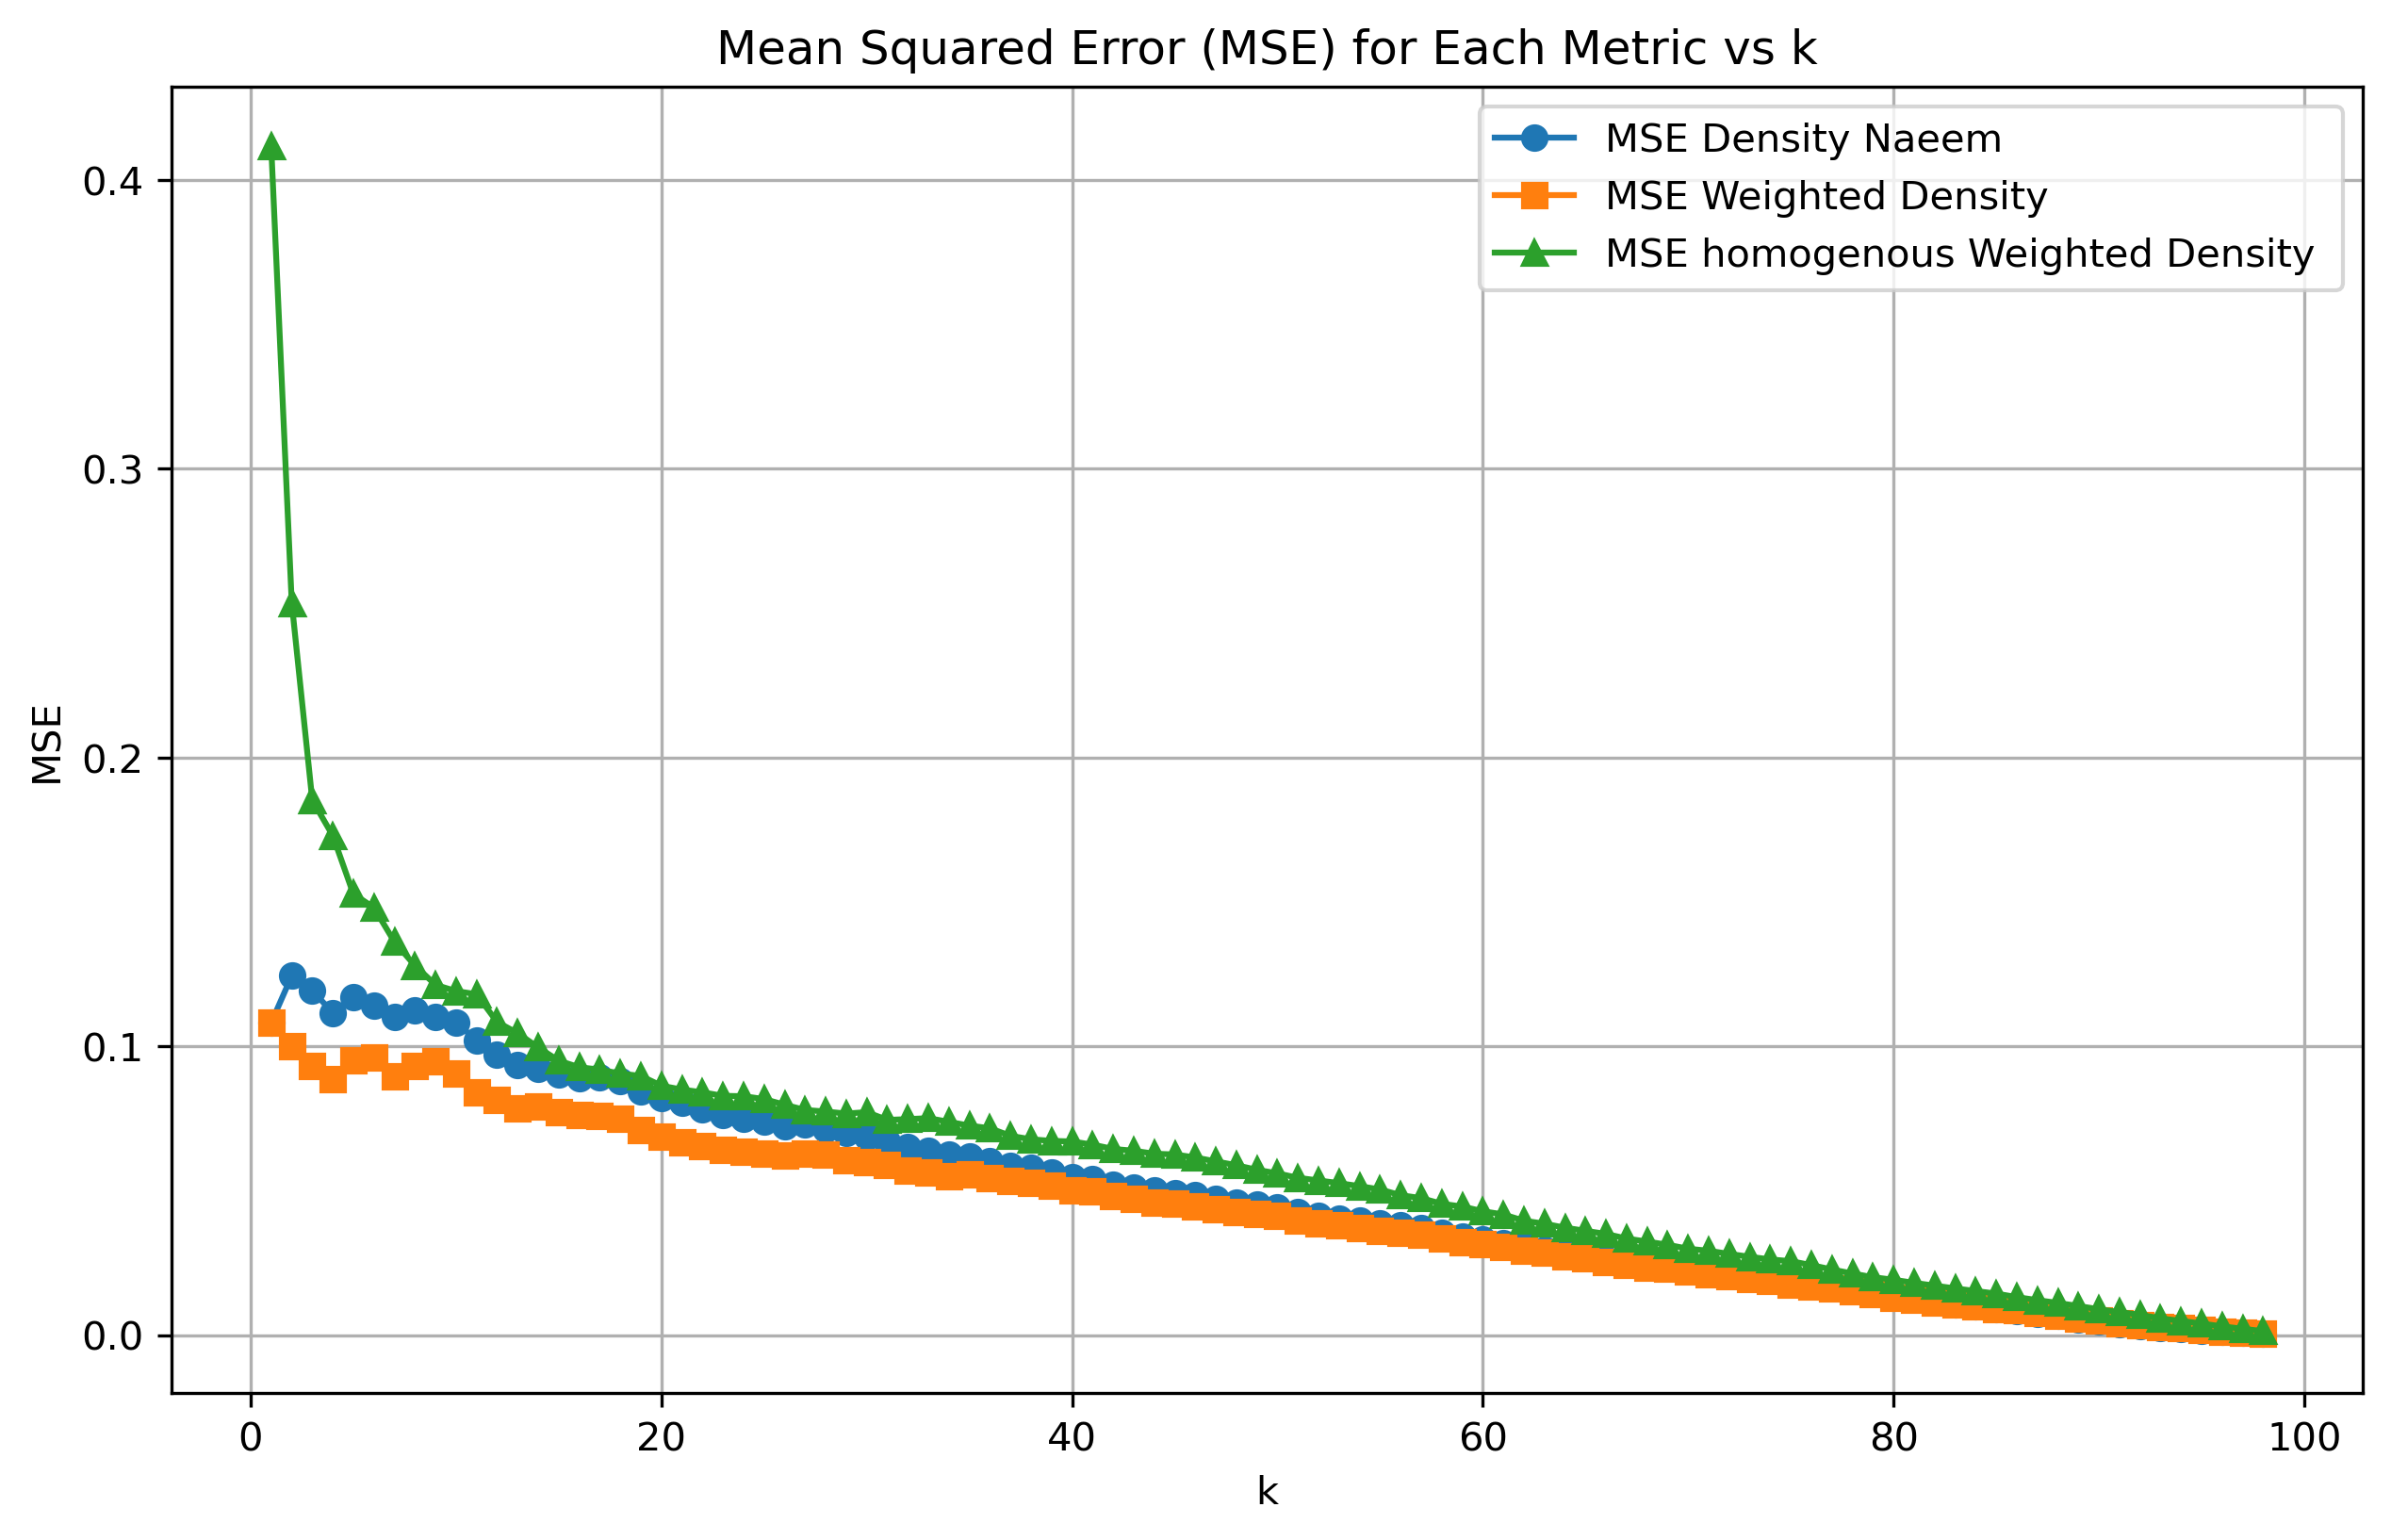 Mean Squared Error (MSE) for Each Metric vs k
MSE Density Naeem
MSE Weighted Density
MSE homogenous Weighted Density
0.4
0.3
0.2
0.1
0.0
MSE
0 20 40 60 80 100
k